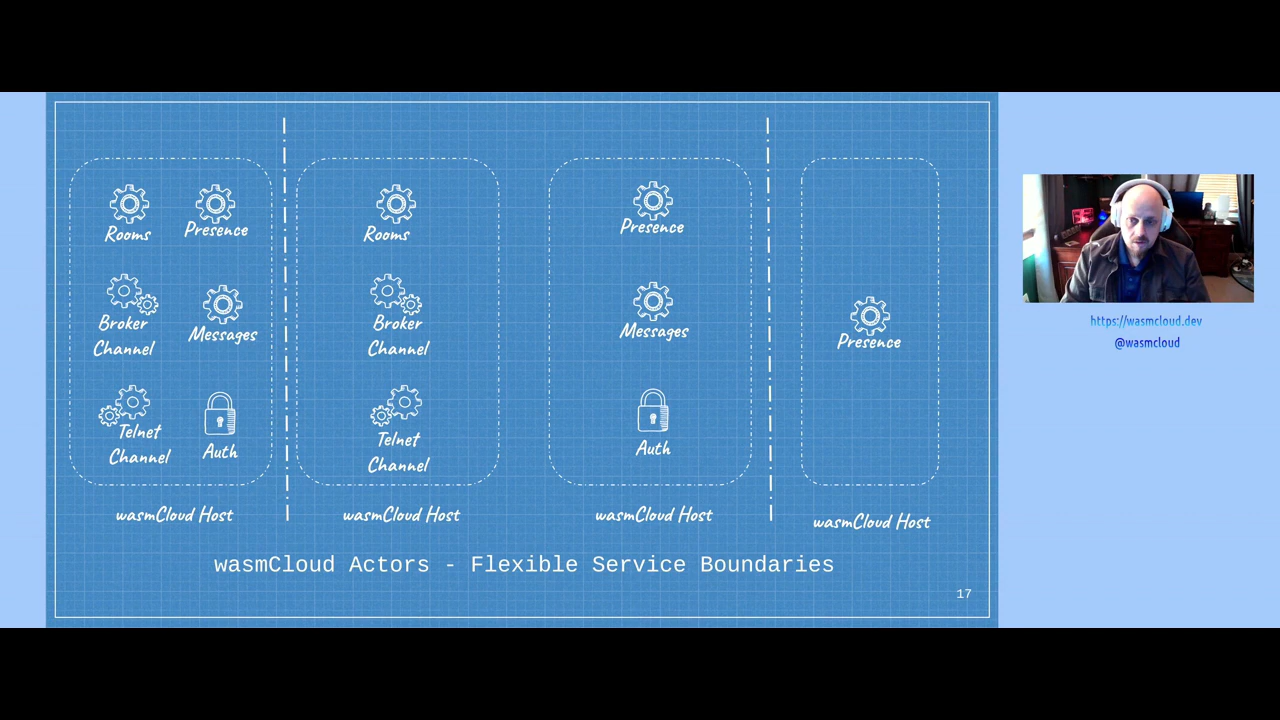 Rooms
Presence
Broker
Channel
Messages
Telnet
Channel
Auth
wasmCloud Host
Rooms
Broker
Channel
Telnet
Channel
wasmCloud Host
Presence
Messages
Auth
wasmCloud Host
Presence
wasmCloud Host
wasmCloud Actors - Flexible Service Boundaries
17
https://wasmcloud.dev
@wasmcloud